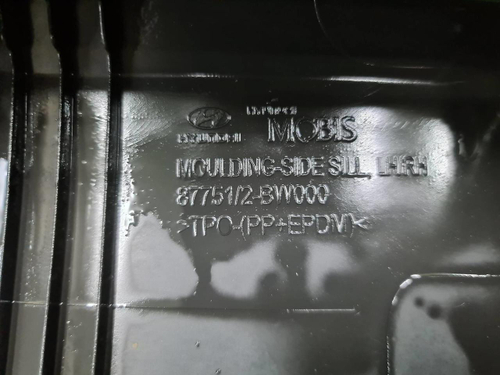 MOBIS
MOULDING-SIDE SILL, LH/RH
87751/2-BW000
>TPO-(PP+EPDM)<